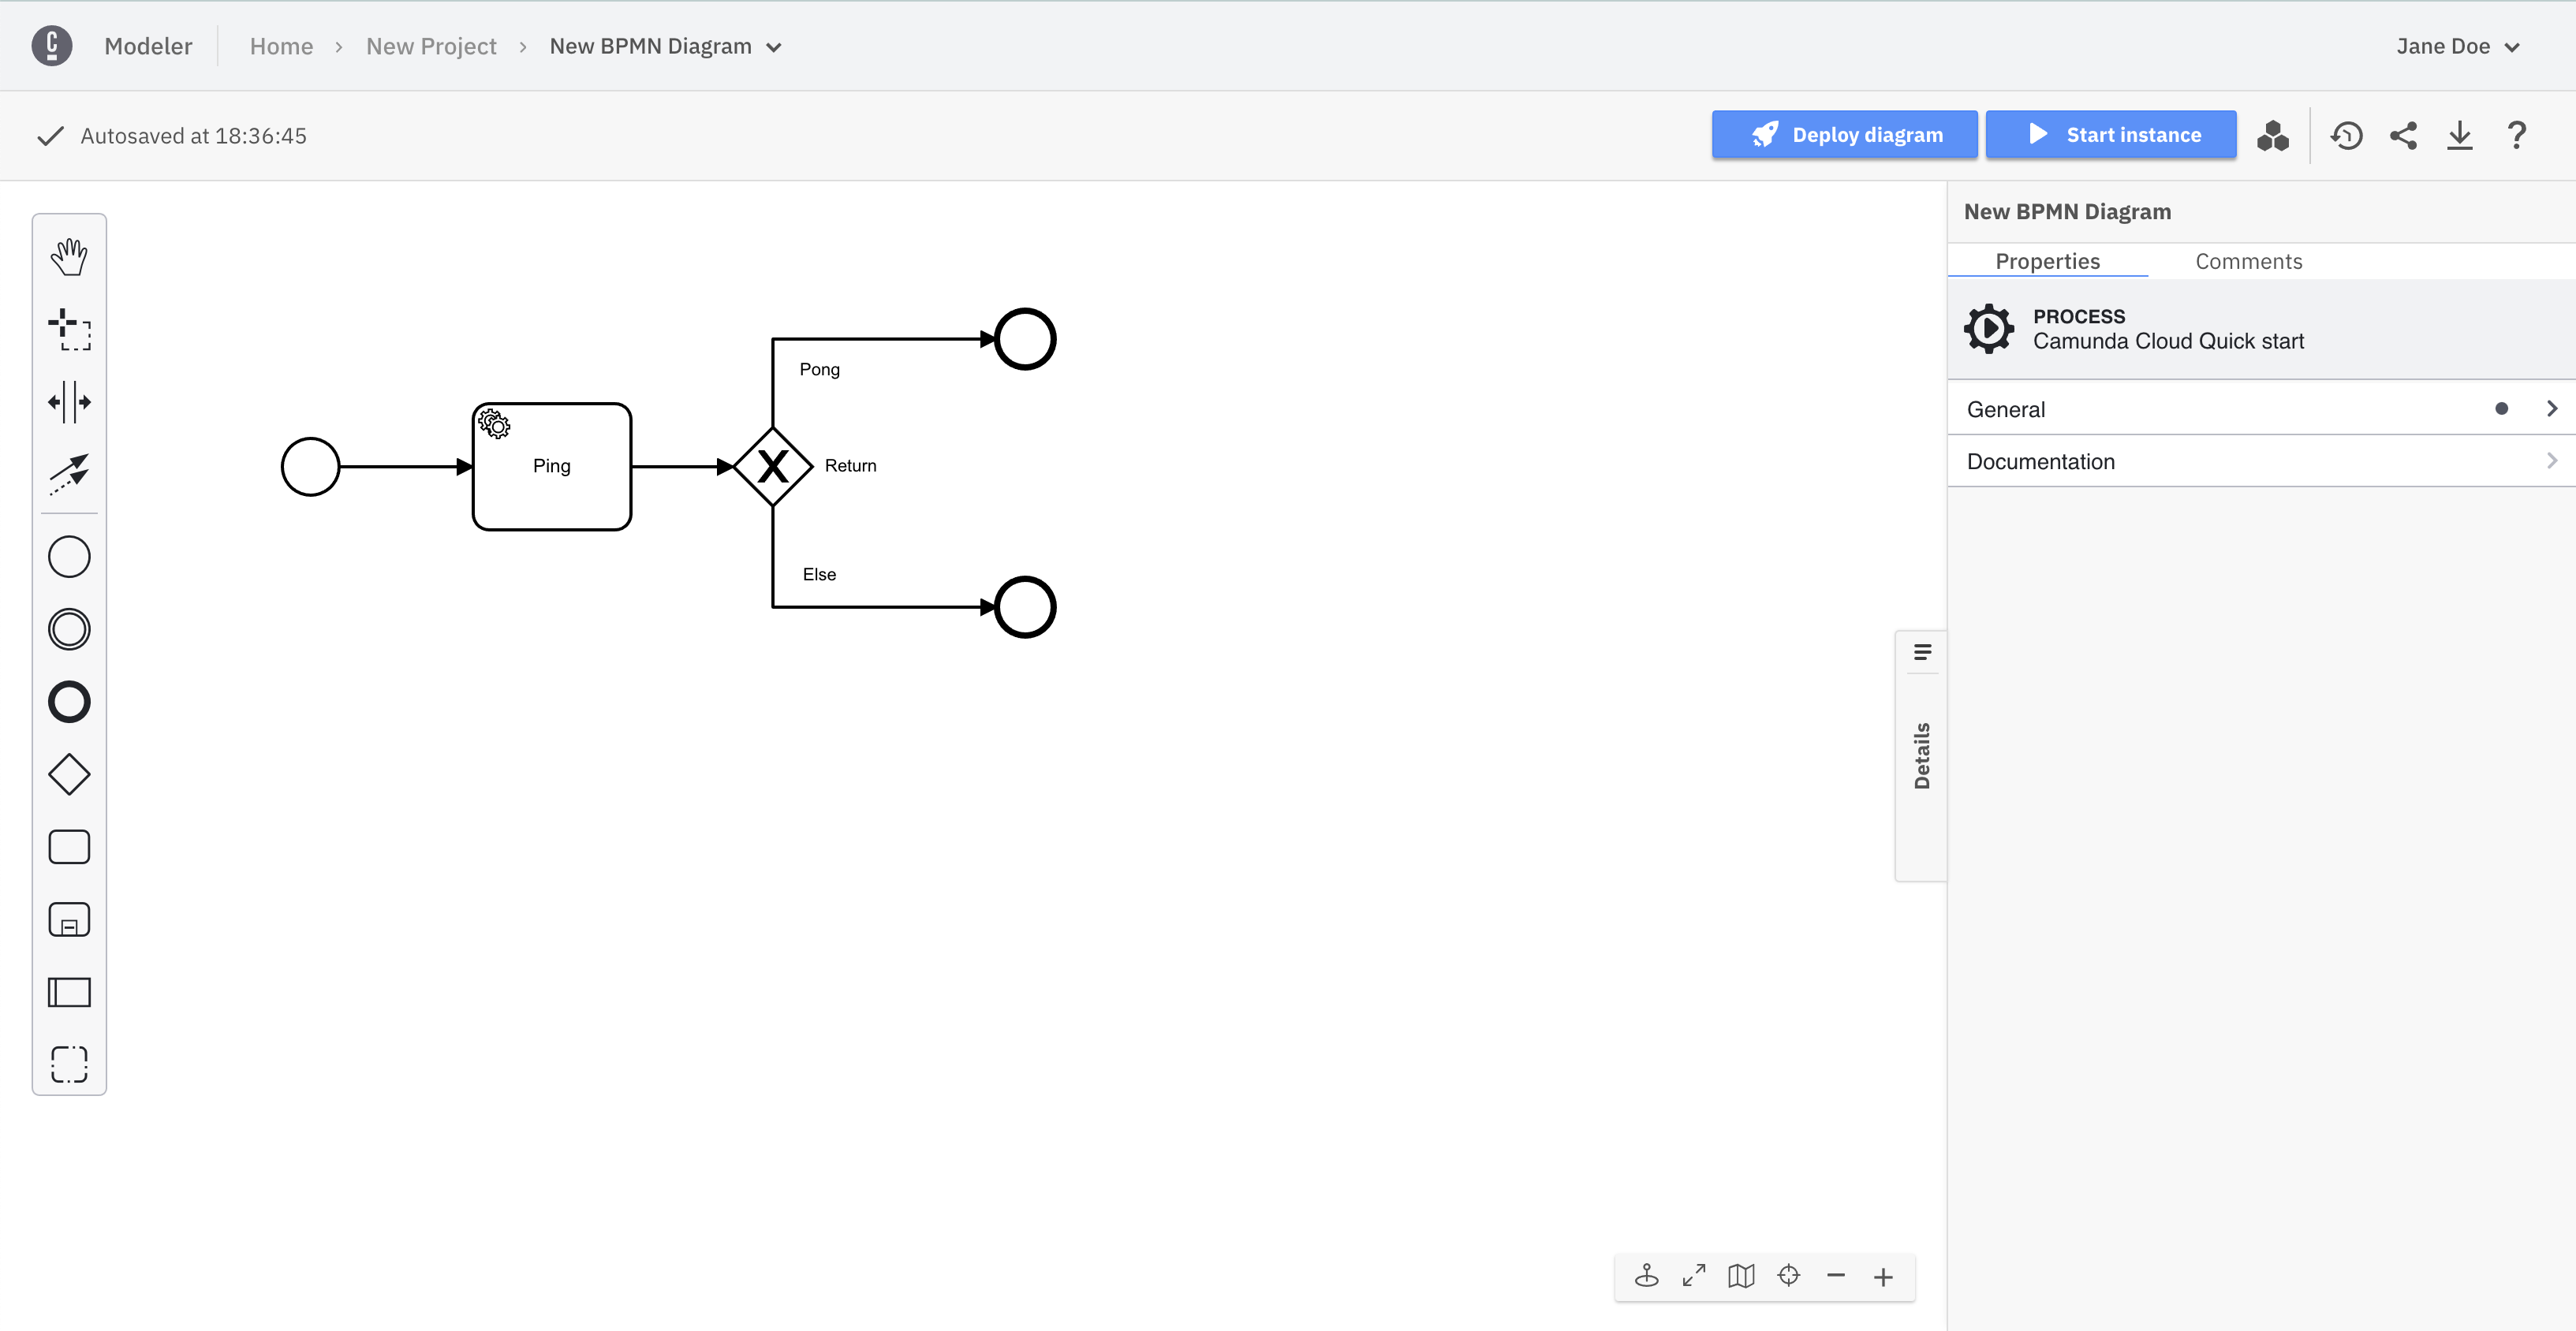 Modeler
Home > New Project > New BPMN Diagram
Jane Doe
Autosaved at 18:36:45
Deploy diagram
Start instance
New BPMN Diagram
Properties
Comments
PROCESS
Camunda Cloud Quick start
General
Documentation
Pong
Ping
X
Return
Else
Details